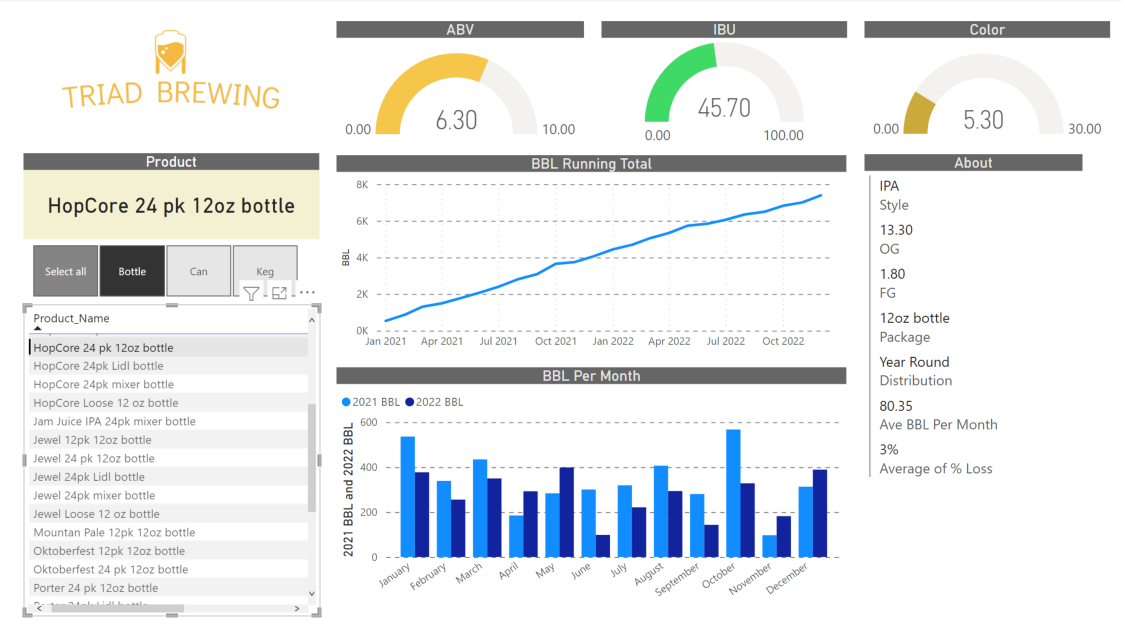 TRIAD BREWING
ABV
0.00
6.30
10.00
IBU
0.00
45.70
100.00
Color
0.00
5.30
30.00
Product
HopCore 24 pk 12oz bottle
Select all
Bottle
Can
Keg
Product_Name
HopCore 24 pk 12oz bottle
HopCore 24pk Lidl bottle
HopCore 24pk mixer bottle
HopCore Loose 12 oz bottle
Jam Juice IPA 24pk mixer bottle
Jewel 12pk 12oz bottle
Jewel 24 pk 12oz bottle
Jewel 24pk Lidl bottle
Jewel 24pk mixer bottle
Jewel Loose 12 oz bottle
Mountan Pale 12pk 12oz bottle
Oktoberfest 12pk 12oz bottle
Oktoberfest 24 pk 12oz bottle
Porter 24 pk 12oz bottle
Porter 24pk Lidl bottle
BBL Running Total
BBL
8K
6K
4K
2K
0K
Jan 2021 Apr 2021 Jul 2021 Oct 2021 Jan 2022 Apr 2022 Jul 2022 Oct 2022
BBL Per Month
2021 BBL 2022 BBL
2021 BBL and 2022 BBL
600
400
200
0
January February March April May June July August September October November December
About
IPA
Style
13.30
OG
1.80
FG
12oz bottle
Package
Year Round
Distribution
80.35
Ave BBL Per Month
3%
Average of % Loss